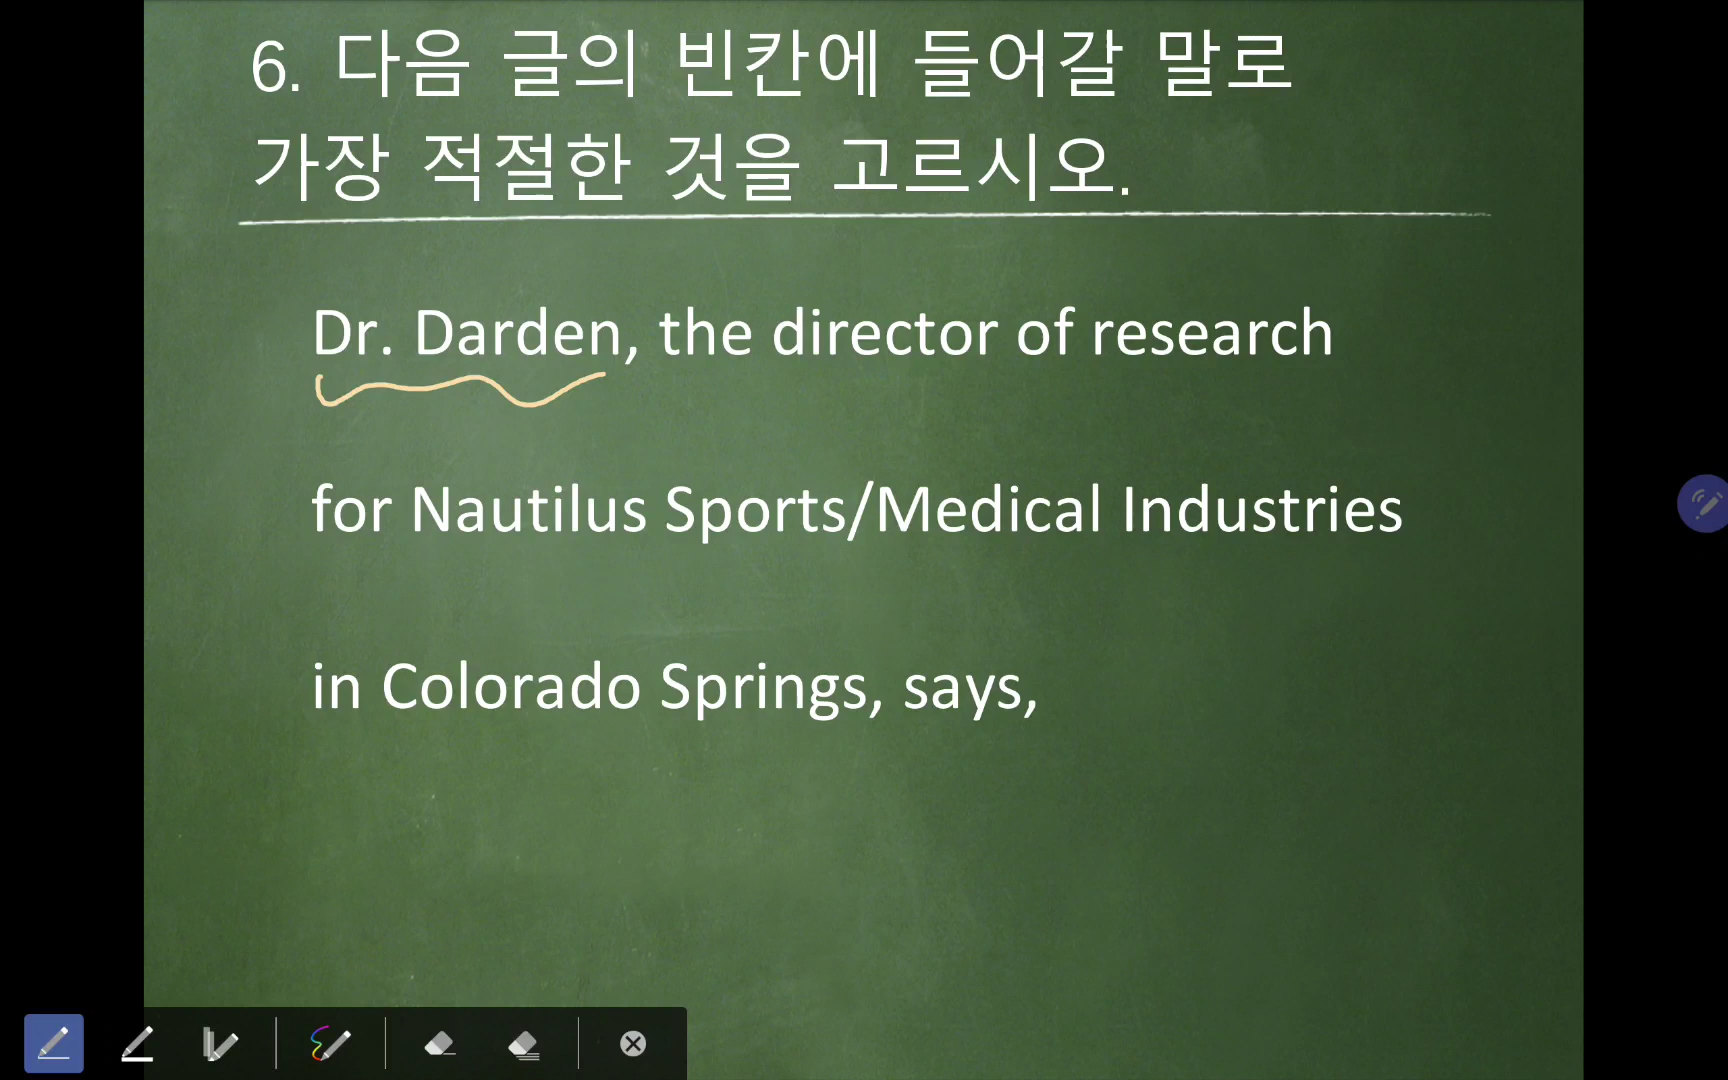 6. 다음 글의 빈칸에 들어갈 말로
가장 적절한 것을 고르시오.
Dr. Darden, the director of research
for Nautilus Sports/Medical Industries
in Colorado Springs, says,